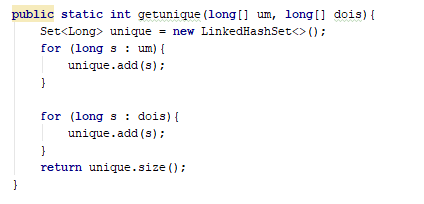 public static int getunique(long[] um, long[] dois){
Set<Long> unique = new LinkedHashSet<>();
for (long s : um){
unique.add(s);
}
for (long s : dois){
unique.add(s);
}
return unique.size();
}